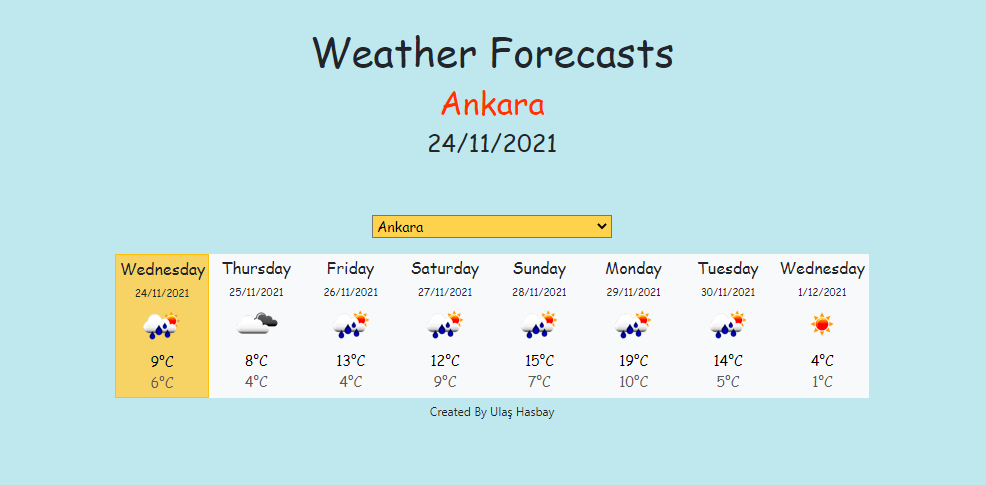 Weather Forecasts
Ankara
24/11/2021
Ankara
Wednesday Thursday Friday Saturday Sunday Monday Tuesday Wednesday
24/11/2021 25/11/2021 26/11/2021 27/11/2021 28/11/2021 29/11/2021 30/11/2021 1/12/2021
9°C 8°C 13°C 12°C 15°C 19°C 14°C 4°C
6°C 4°C 4°C 9°C 7°C 10°C 5°C 1°C
Created By Ulaş Hasbay